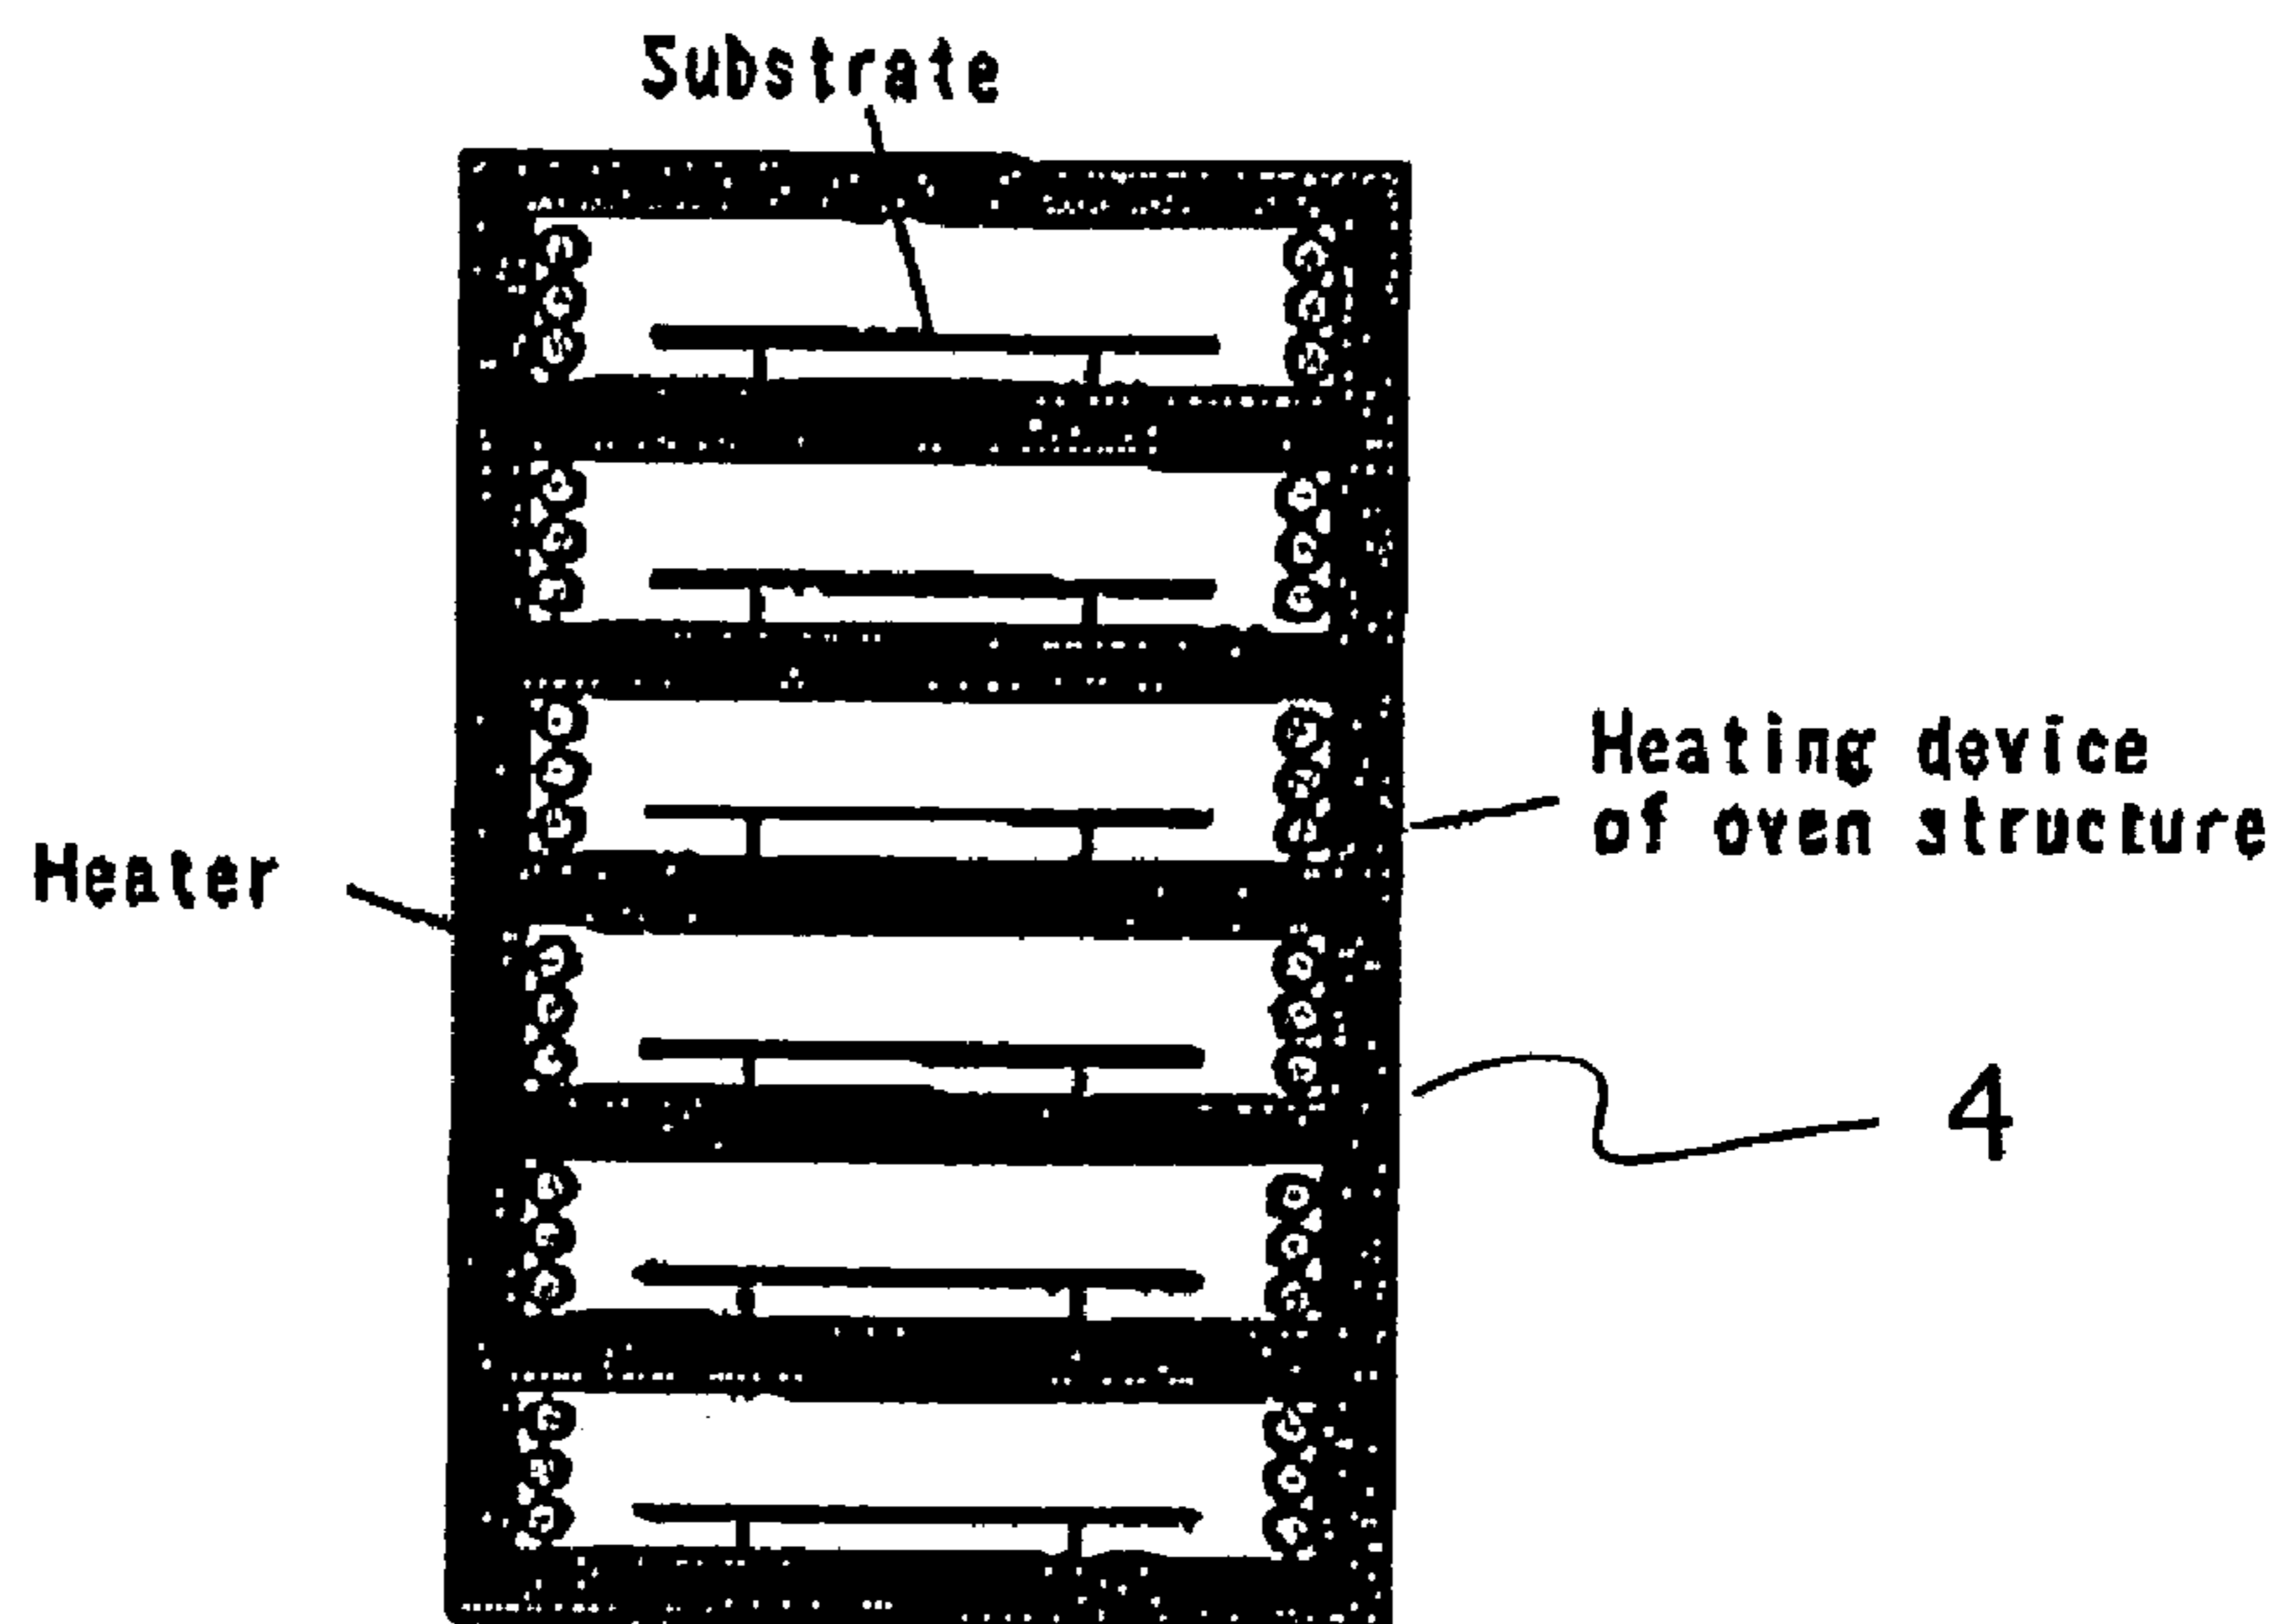 Substrate
Heating device
of oven structure
Heater
4